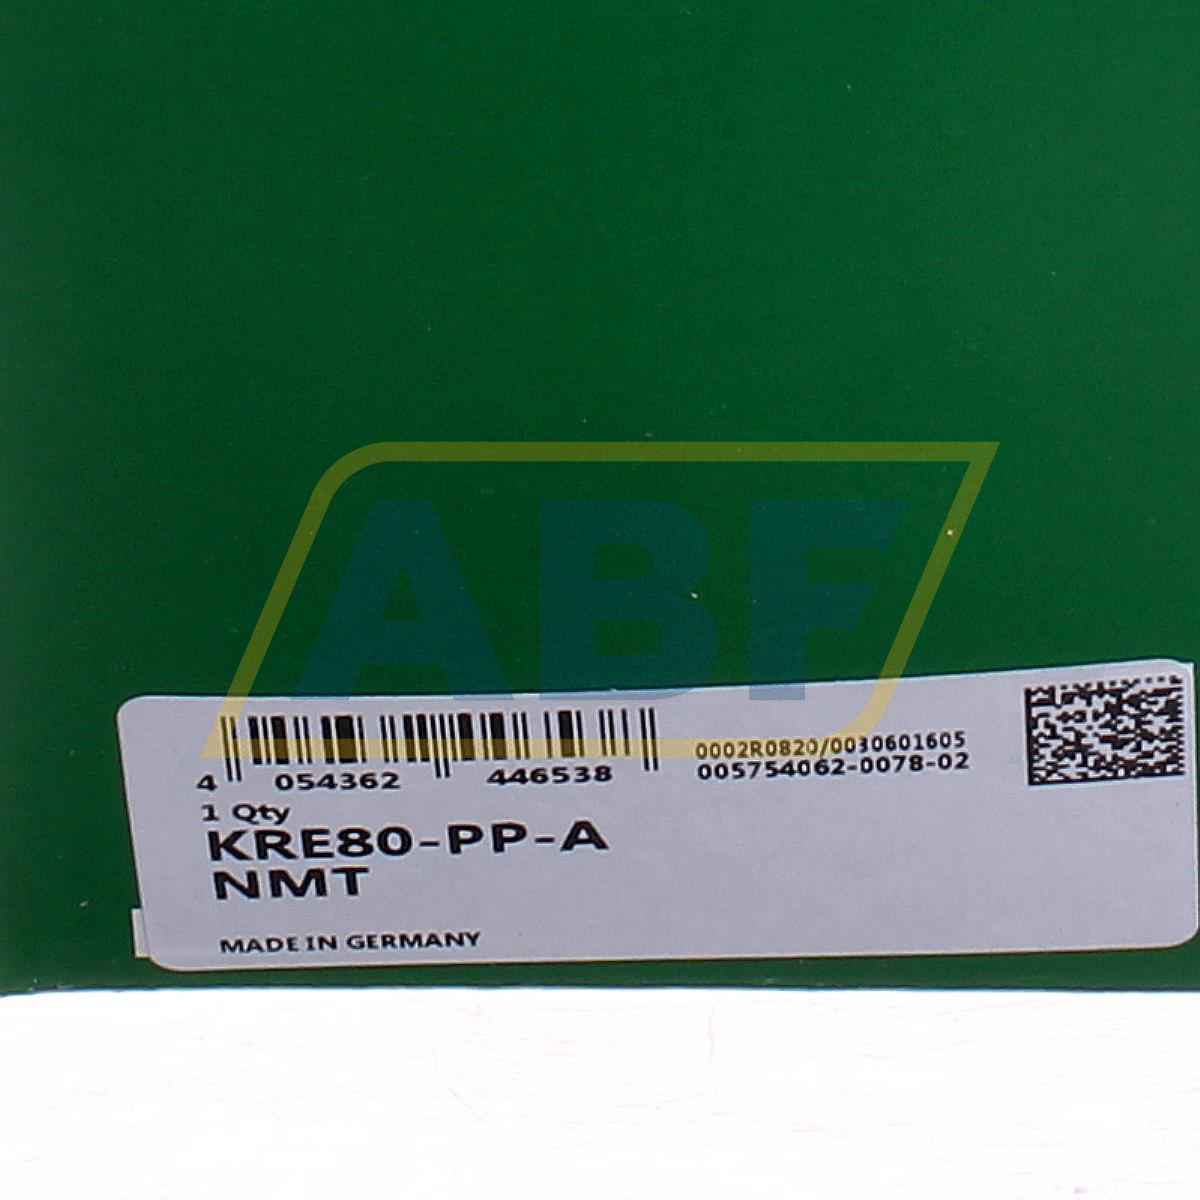 ABF
4 054362 446538
0002R0820/0030601605
005754062-0078-02
1 Qty
KRE80-PP-A
NMT
MADE IN GERMANY